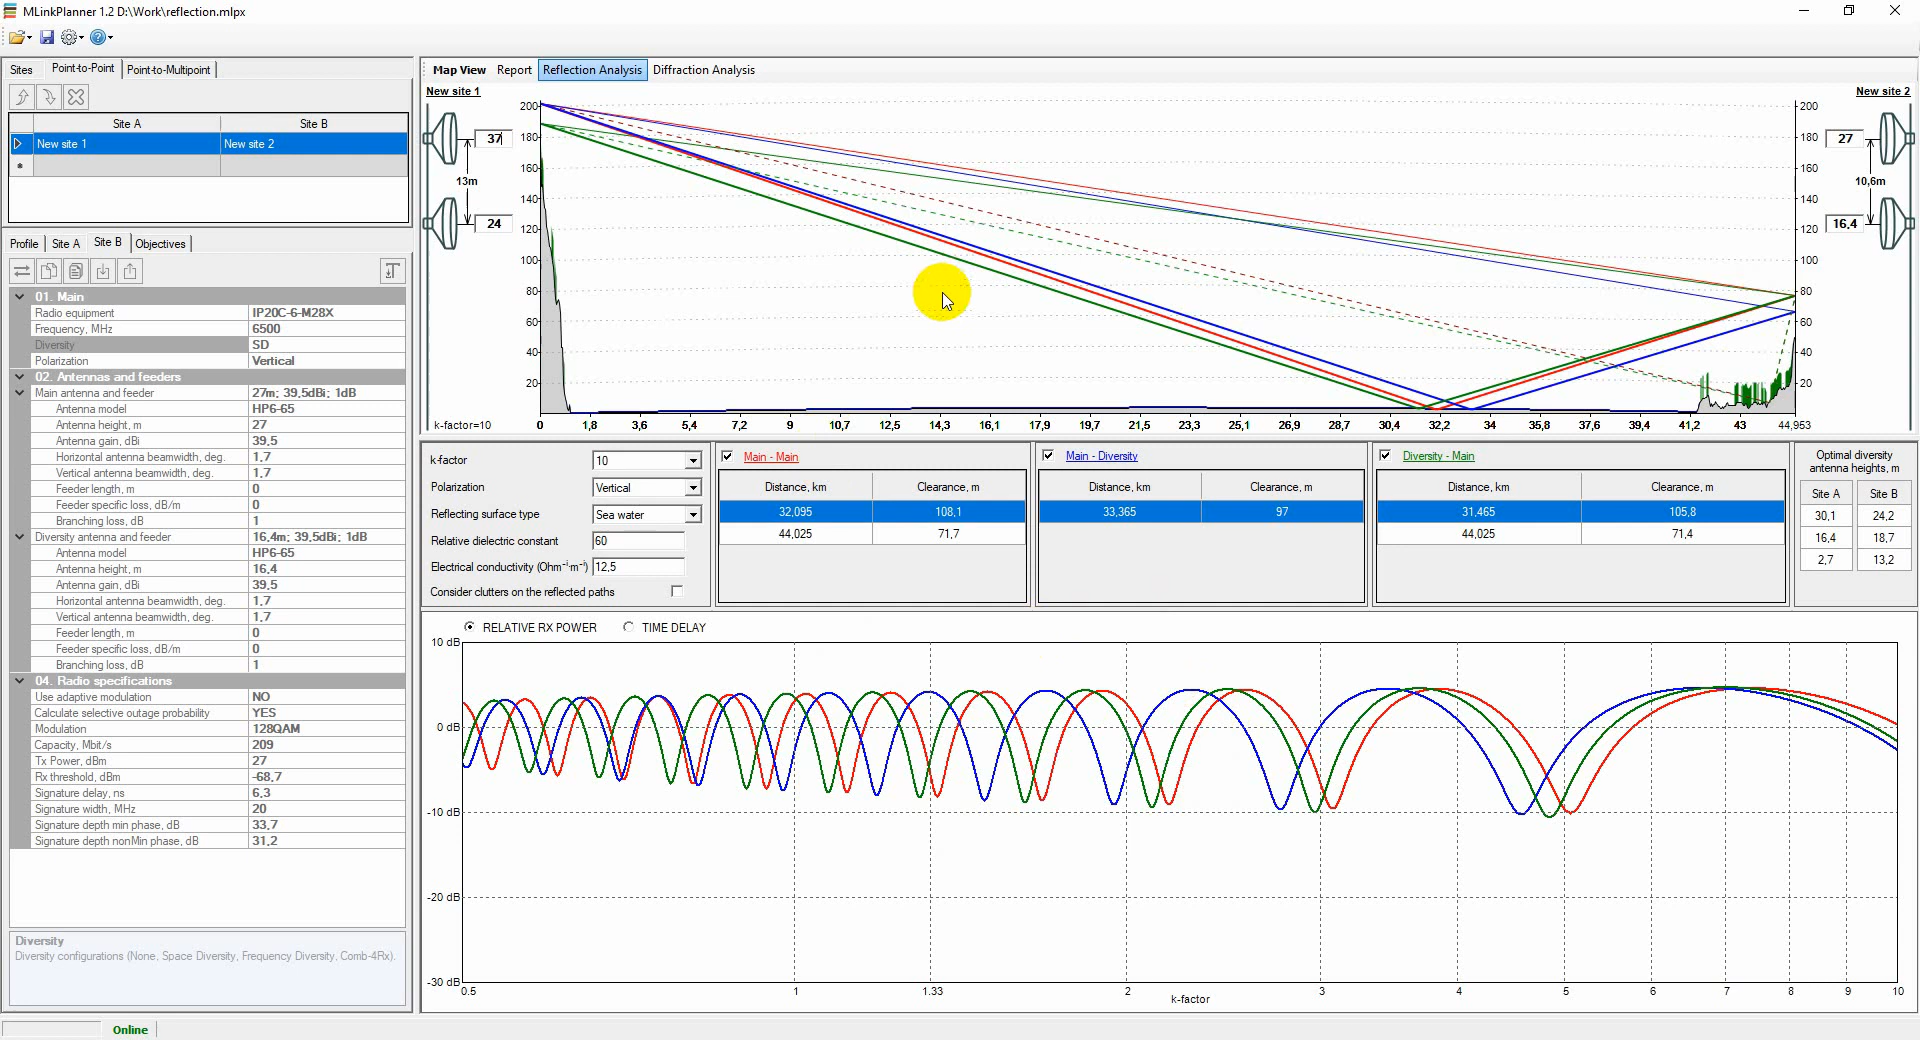 MLinkPlanner 1.2 D:\Work\reflection.mlpx
Sites Point-to-Point Point-to-Multipoint
Site A Site B
New site 1 New site 2
Profile Site A Site B Objectives
01. Main
Radio equipment IP20C-6-M28X
Frequency, MHz 6500
Diversity SD
Polarization Vertical
02. Antennas and feeders
Main antenna and feeder 27m; 39,5dBi; 1dB
Antenna model HP6-65
Antenna height, m 27
Antenna gain, dBi 39,5
Horizontal antenna beamwidth, deg. 1,7
Vertical antenna beamwidth, deg. 1,7
Feeder length, m 0
Feeder specific loss, dB/m 0
Branching loss, dB 1
Diversity antenna and feeder 16,4m; 39,5dBi; 1dB
Antenna model HP6-65
Antenna height, m 16,4
Antenna gain, dBi 39,5
Horizontal antenna beamwidth, deg. 1,7
Vertical antenna beamwidth, deg. 1,7
Feeder length, m 0
Feeder specific loss, dB/m 0
Branching loss, dB 1
04. Radio specifications
Use adaptive modulation NO
Calculate selective outage probability YES
Modulation 128QAM
Capacity, Mbit/s 209
Tx Power, dBm 27
Rx threshold, dBm -68,7
Signature delay, ns 6,3
Signature width, MHz 20
Signature depth min phase, dB 33,7
Signature depth nonMin phase, dB 31,2
Diversity
Diversity configurations (None, Space Diversity, Frequency Diversity, Comb-4Rx).
Online
Map View Report Reflection Analysis Diffraction Analysis
New site 1 New site 2
37 13m 24
27 10,6m 16,4
200 200
180 180
160 160
140 140
120 120
100 100
80 80
60 60
40 40
20 20
k-factor=10 0 1,8 3,6 5,4 7,2 9 10,7 12,5 14,3 16,1 17,9 19,7 21,5 23,3 25,1 26,9 28,7 30,4 32,2 34 35,8 37,6 39,4 41,2 43 44,953
k-factor 10
Polarization Vertical
Reflecting surface type Sea water
Relative dielectric constant 60
Electrical conductivity (Ohm⁻¹m⁻¹) 12,5
Consider clutters on the reflected paths
Main - Main
Distance, km Clearance, m
32,095 108,1
44,025 71,7
Main - Diversity
Distance, km Clearance, m
33,365 97
Diversity - Main
Distance, km Clearance, m
31,465 105,8
44,025 71,4
Optimal diversity
antenna heights, m
Site A Site B
30,1 24,2
16,4 18,7
2,7 13,2
RELATIVE RX POWER TIME DELAY
10 dB
0 dB
-10 dB
-20 dB
-30 dB
0.5 1 1.33 2 3 4 5 6 7 8 9 10
k-factor